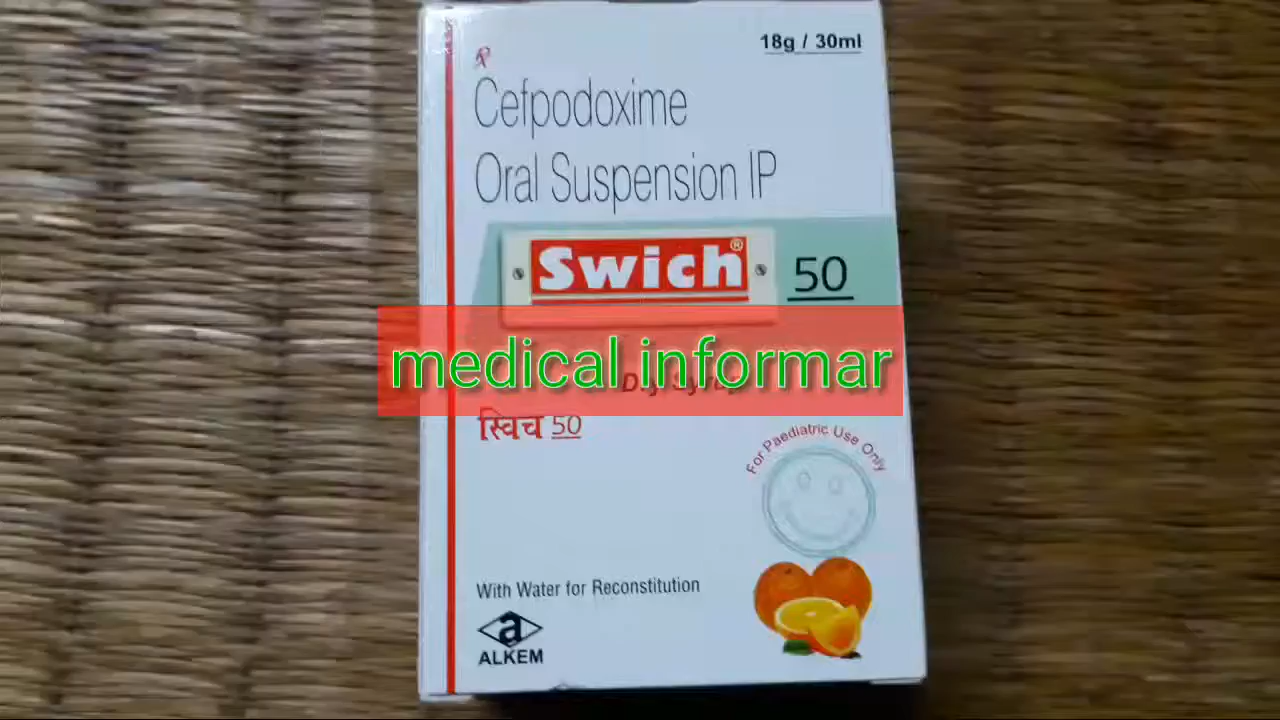 18g / 30ml
Cefpodoxime
Oral Suspension IP
Swich® 50
medical informar
स्विच 50
For Paediatric Use Only
With Water for Reconstitution
a
ALKEM